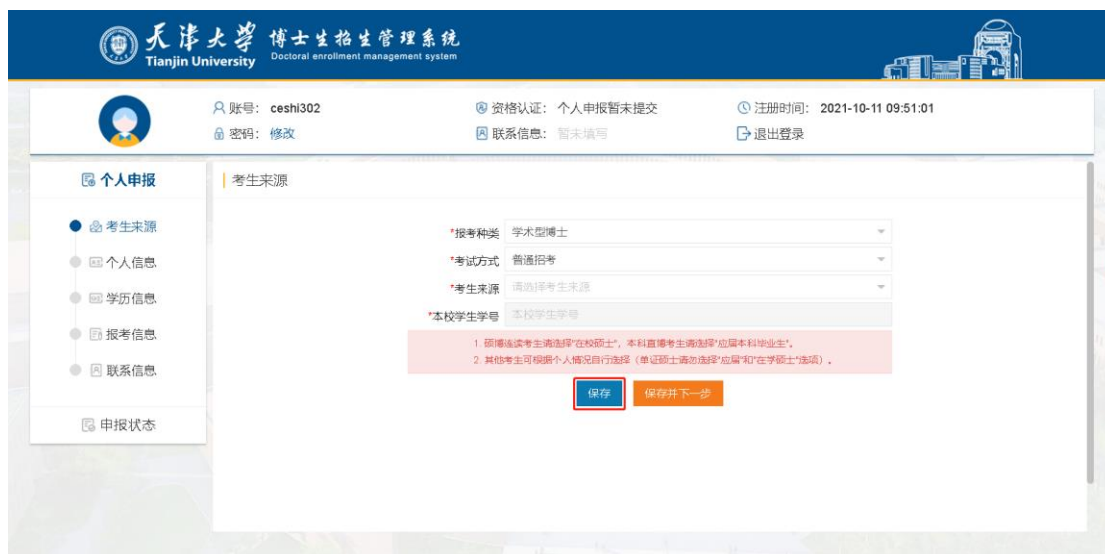 天津大学 博士生招生管理系统
Tianjin University Doctoral enrollment management system
账号: ceshi302 资格认证: 个人申报暂未提交 注册时间: 2021-10-11 09:51:01
密码: 修改 联系信息: 暂未填写 退出登录
个人申报
考生来源
个人信息
学历信息
报考信息
联系信息
申报状态
考生来源
*报考种类 学术型博士
*考试方式 普通招考
*考生来源 请选择考生来源
*本校学生学号 本校学生学号
1. 硕博连读考生请选择"在校硕士", 本科直博考生请选择"应届本科毕业生"。
2. 其他考生可根据个人情况自行选择（单证硕士请勿选择"应届"和"在学硕士"选项）.
保存 保存并下一步